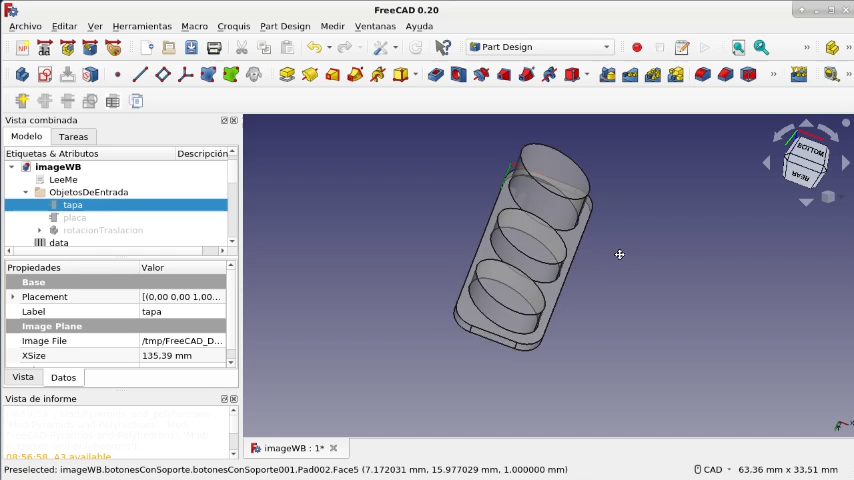 FreeCAD 0.20
Archivo Editar Ver Herramientas Macro Croquis Part Design Medir Ventanas Ayuda
NP
Part Design
Vista combinada
Modelo Tareas
Etiquetas & Atributos Descripción
imageWB
LeeMe
ObjetosDeEntrada
tapa
placa
rotacionTraslacion
data
Propiedades Valor
Base
Placement [(0,00 0,00 1,00...
Label tapa
Image Plane
Image File /tmp/FreeCAD_D...
XSize 135,39 mm
Vista Datos
Vista de informe
08:56:58 A3 available
BOTTOM
REAR
imageWB : 1*
Preselected: imageWB.botonesConSoporte.botonesConSoporte001.Pad002.Face5 (7.172031 mm, 15.977029 mm, 1.000000 mm)
CAD 63,36 mm x 33,51 mm